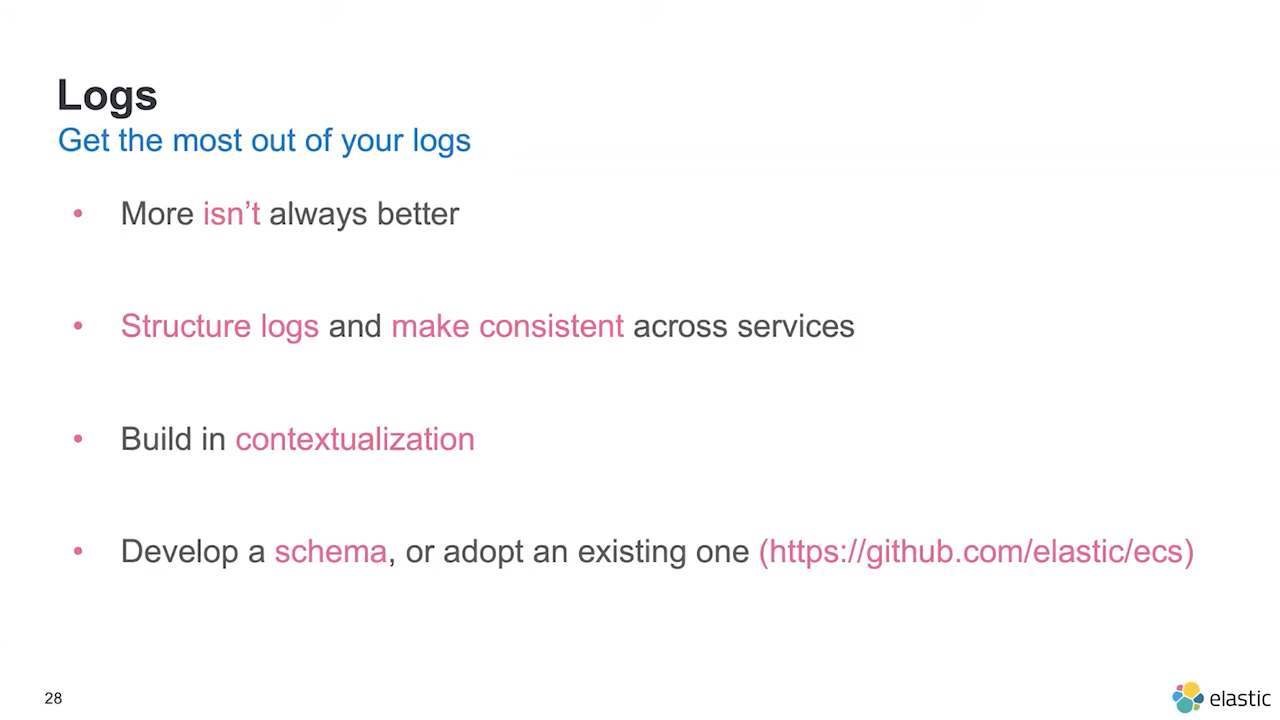 Logs
Get the most out of your logs
• More isn’t always better
• Structure logs and make consistent across services
• Build in contextualization
• Develop a schema, or adopt an existing one (https://github.com/elastic/ecs)
28
elastic